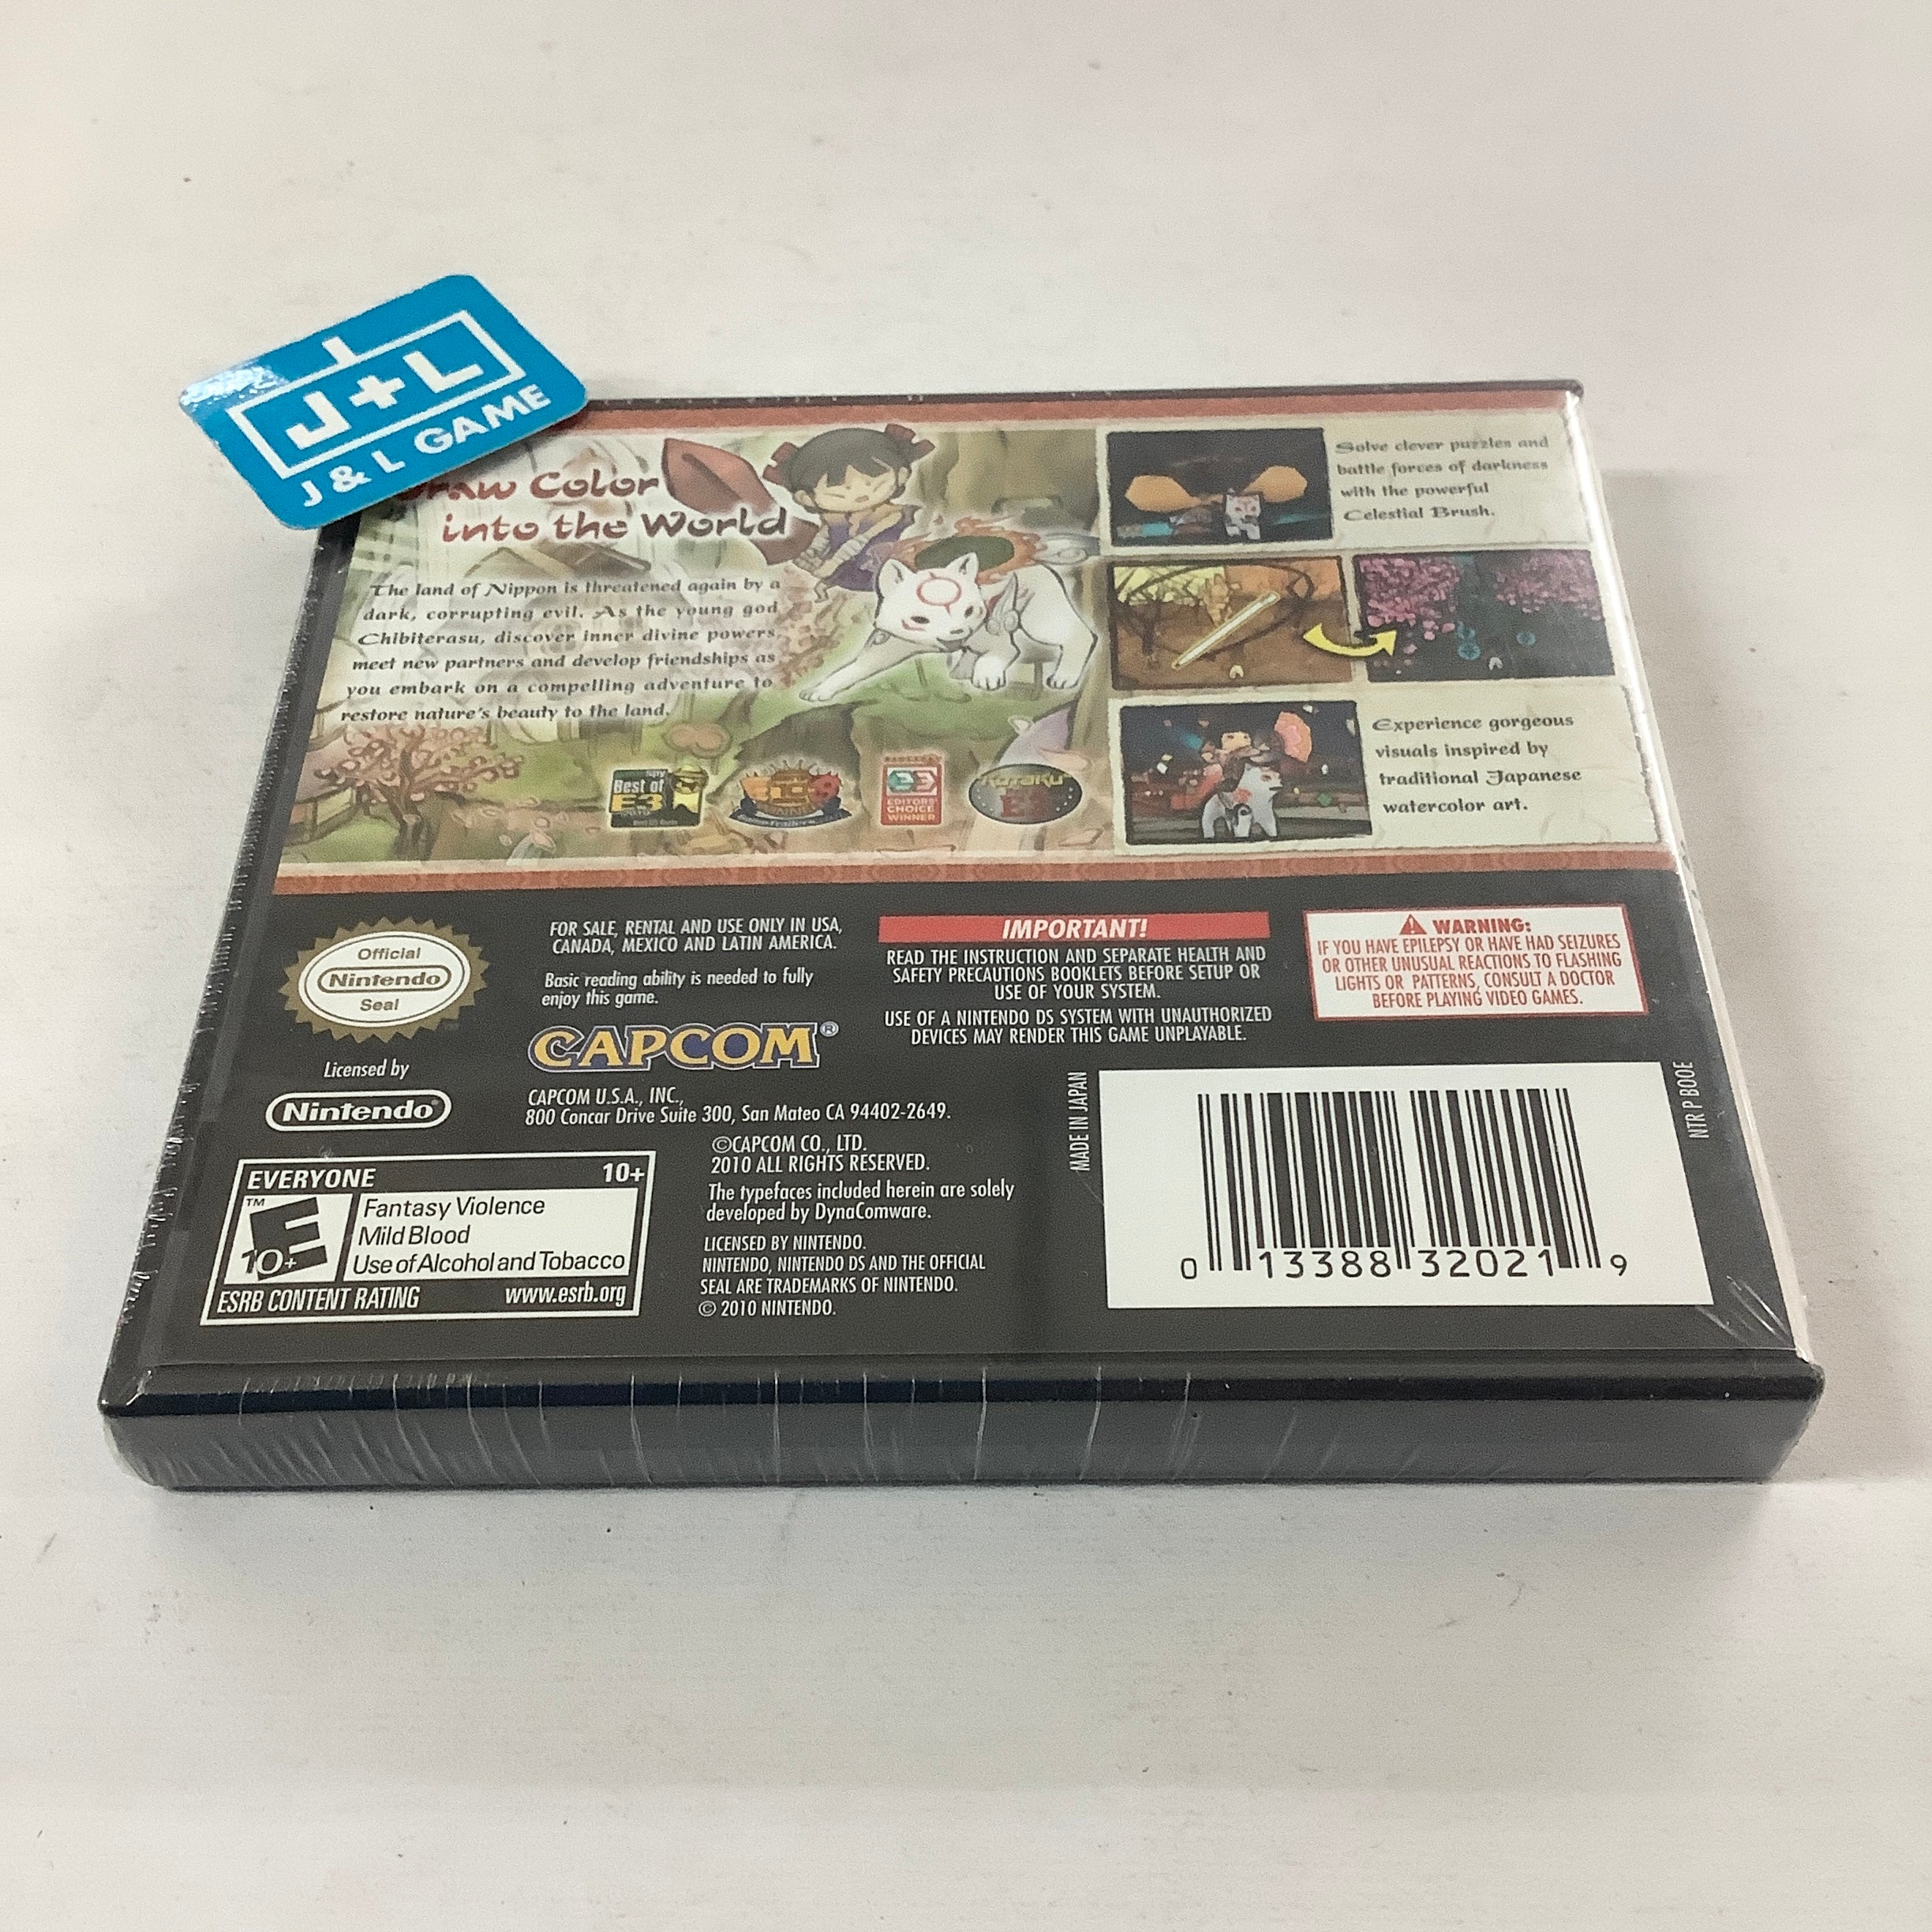 J+L
J & L GAME
Draw Color
into the World
The land of Nippon is threatened again by a
dark, corrupting evil. As the young god
Chibiterasu, discover inner divine powers,
meet new partners and develop friendships as
you embark on a compelling adventure to
restore nature's beauty to the land.
Spy
Best of
E3
2010
EDITORS'
CHOICE
WINNER
KOTAKU
E3
Solve clever puzzles and
battle forces of darkness
with the powerful
Celestial Brush.
Experience gorgeous
visuals inspired by
traditional Japanese
watercolor art.
Official
Nintendo
Seal
Licensed by
Nintendo
FOR SALE, RENTAL AND USE ONLY IN USA,
CANADA, MEXICO AND LATIN AMERICA.
Basic reading ability is needed to fully
enjoy this game.
CAPCOM®
CAPCOM U.S.A., INC.,
800 Concar Drive Suite 300, San Mateo CA 94402-2649.
©CAPCOM CO., LTD.
2010 ALL RIGHTS RESERVED.
The typefaces included herein are solely
developed by DynaComware.
LICENSED BY NINTENDO.
NINTENDO, NINTENDO DS AND THE OFFICIAL
SEAL ARE TRADEMARKS OF NINTENDO.
© 2010 NINTENDO.
IMPORTANT!
READ THE INSTRUCTION AND SEPARATE HEALTH AND
SAFETY PRECAUTIONS BOOKLETS BEFORE SETUP OR
USE OF YOUR SYSTEM.
USE OF A NINTENDO DS SYSTEM WITH UNAUTHORIZED
DEVICES MAY RENDER THIS GAME UNPLAYABLE.
WARNING:
IF YOU HAVE EPILEPSY OR HAVE HAD SEIZURES
OR OTHER UNUSUAL REACTIONS TO FLASHING
LIGHTS OR PATTERNS, CONSULT A DOCTOR
BEFORE PLAYING VIDEO GAMES.
EVERYONE 10+
TM
E
10+
Fantasy Violence
Mild Blood
Use of Alcohol and Tobacco
ESRB CONTENT RATING www.esrb.org
MADE IN JAPAN
NTR P BOOE
0 13388 32021 9